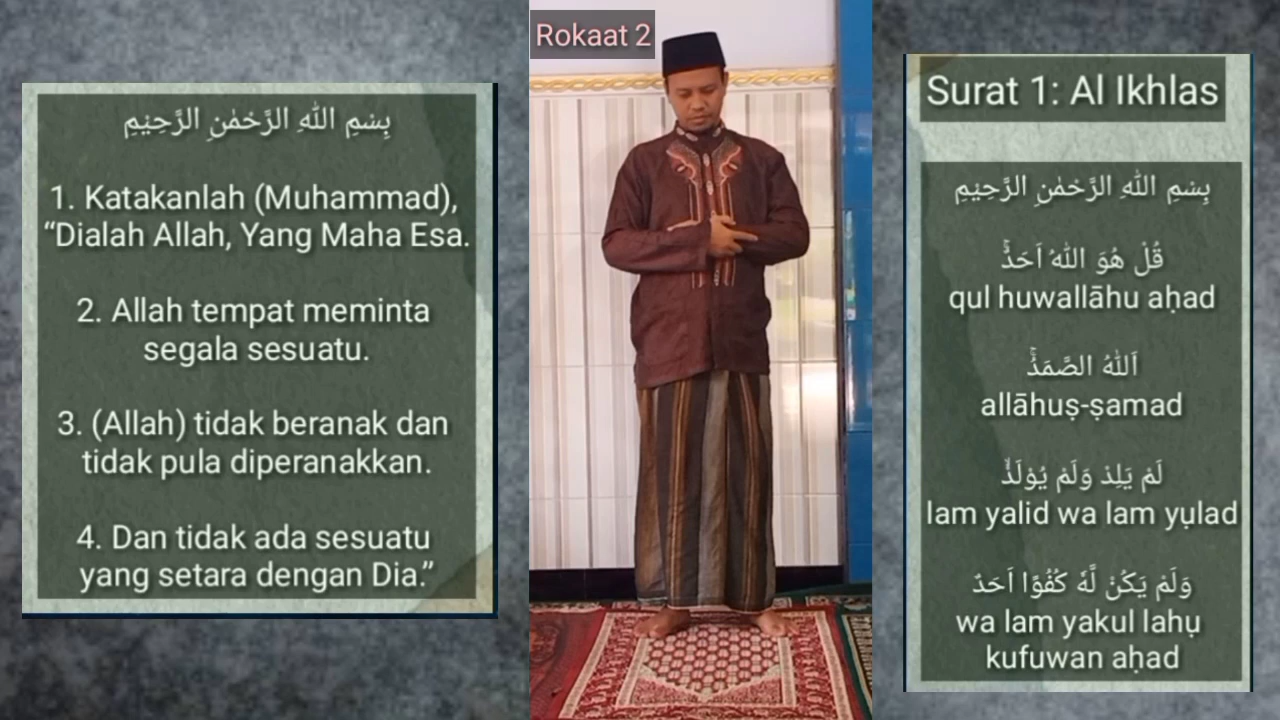 بِسْمِ اللّٰهِ الرَّحْمٰنِ الرَّحِيْمِ
1. Katakanlah (Muhammad),
“Dialah Allah, Yang Maha Esa.
2. Allah tempat meminta
segala sesuatu.
3. (Allah) tidak beranak dan
tidak pula diperanakkan.
4. Dan tidak ada sesuatu
yang setara dengan Dia.”
Rokaat 2
Surat 1: Al Ikhlas
بِسْمِ اللّٰهِ الرَّحْمٰنِ الرَّحِيْمِ
قُلْ هُوَ اللّٰهُ اَحَدٌۚ
qul huwallāhu aḥad
اَللّٰهُ الصَّمَدُۚ
allāhuṣ-ṣamad
لَمْ يَلِدْ وَلَمْ يُوْلَدْۙ
lam yalid wa lam yụlad
وَلَمْ يَكُنْ لَّهٗ كُفُوًا اَحَدٌ
wa lam yakul lahụ
kufuwan aḥad